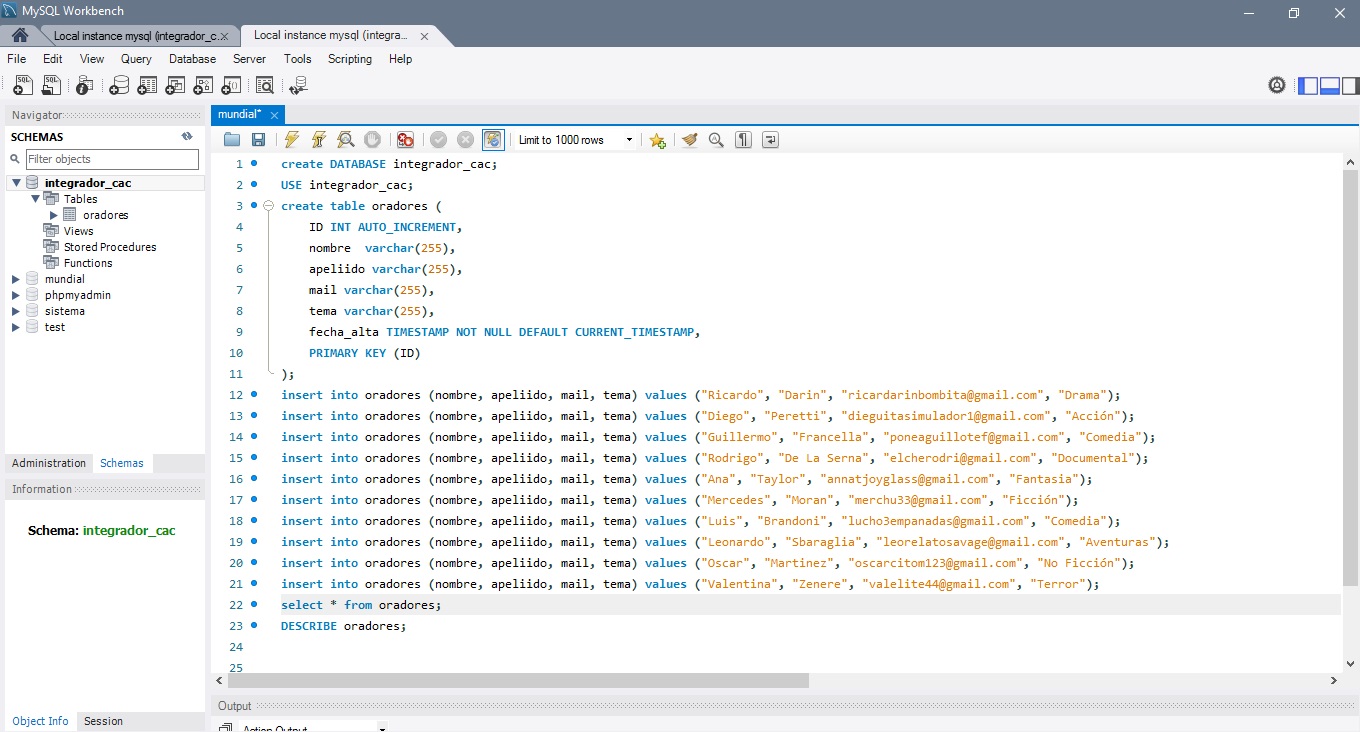 MySQL Workbench
Local instance mysql (integrador_c.
Local instance mysql (integra...
File Edit View Query Database Server Tools Scripting Help
Navigator
SCHEMAS
Filter objects
integrador_cac
Tables
oradores
Views
Stored Procedures
Functions
mundial
phpmyadmin
sistema
test
Administration Schemas
Information
Schema: integrador_cac
Object Info Session
mundial*
Limit to 1000 rows
1 create DATABASE integrador_cac;
2 USE integrador_cac;
3 create table oradores (
4 ID INT AUTO_INCREMENT,
5 nombre  varchar(255),
6 apeliido varchar(255),
7 mail varchar(255),
8 tema varchar(255),
9 fecha_alta TIMESTAMP NOT NULL DEFAULT CURRENT_TIMESTAMP,
10 PRIMARY KEY (ID)
11 );
12 insert into oradores (nombre, apeliido, mail, tema) values ("Ricardo", "Darin", "ricardarinbombita@gmail.com", "Drama");
13 insert into oradores (nombre, apeliido, mail, tema) values ("Diego", "Peretti", "dieguitasimulador1@gmail.com", "Acción");
14 insert into oradores (nombre, apeliido, mail, tema) values ("Guillermo", "Francella", "poneaguillotef@gmail.com", "Comedia");
15 insert into oradores (nombre, apeliido, mail, tema) values ("Rodrigo", "De La Serna", "elcherodri@gmail.com", "Documental");
16 insert into oradores (nombre, apeliido, mail, tema) values ("Ana", "Taylor", "annatjoyglass@gmail.com", "Fantasia");
17 insert into oradores (nombre, apeliido, mail, tema) values ("Mercedes", "Moran", "merchu33@gmail.com", "Ficción");
18 insert into oradores (nombre, apeliido, mail, tema) values ("Luis", "Brandoni", "lucho3empanadas@gmail.com", "Comedia");
19 insert into oradores (nombre, apeliido, mail, tema) values ("Leonardo", "Sbaraglia", "leorelatosavage@gmail.com", "Aventuras");
20 insert into oradores (nombre, apeliido, mail, tema) values ("Oscar", "Martinez", "oscarcitom123@gmail.com", "No Ficción");
21 insert into oradores (nombre, apeliido, mail, tema) values ("Valentina", "Zenere", "valelite44@gmail.com", "Terror");
22 select * from oradores;
23 DESCRIBE oradores;
24
25
Output
Action Output